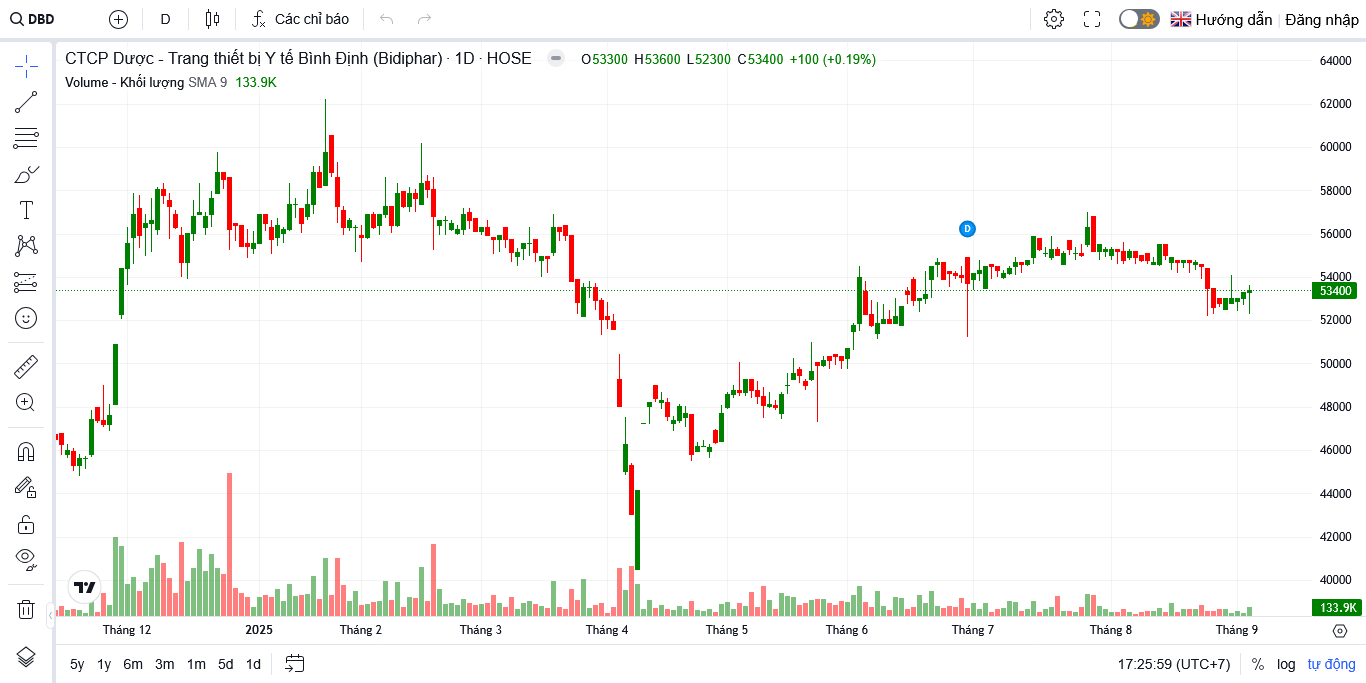 DBD D Các chỉ báo Hướng dẫn Đăng nhập
CTCP Dược - Trang thiết bị Y tế Bình Định (Bidiphar) · 1D · HOSE O53300 H53600 L52300 C53400 +100 (+0.19%)
Volume - Khối lượng SMA 9 133.9K
64000
62000
60000
58000
56000
D
54000
53400
52000
50000
48000
46000
44000
42000
40000
133.9K
Tháng 12 2025 Tháng 2 Tháng 3 Tháng 4 Tháng 5 Tháng 6 Tháng 7 Tháng 8 Tháng 9
5y 1y 6m 3m 1m 5d 1d 17:25:59 (UTC+7) % log tự động